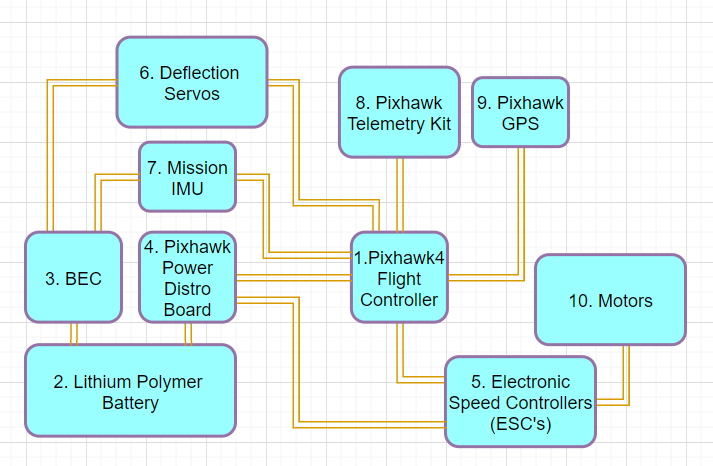 6. Deflection
Servos
8. Pixhawk
Telemetry Kit
9. Pixhawk
GPS
7. Mission
IMU
3. BEC
4. Pixhawk
Power
Distro
Board
1.Pixhawk4
Flight
Controller
10. Motors
2. Lithium Polymer
Battery
5. Electronic
Speed Controllers
(ESC's)